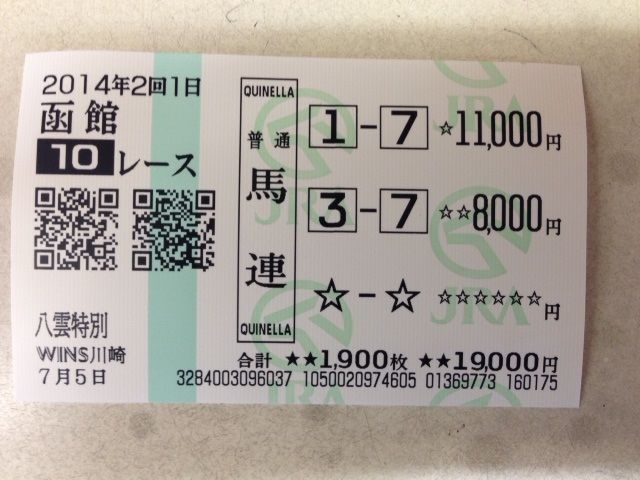 2014年2回1日
函館
10レース
八雲特別
WINS川崎
7月5日
QUINELLA
普通
馬連
QUINELLA
1-7 ☆11,000円
3-7 ☆☆8,000円
☆-☆ ☆☆☆☆☆☆円
合計 ★★1,900枚 ★★19,000円
3284003096037 1050020974605 01369773 160175
JRA
JRA
JRA
JRA